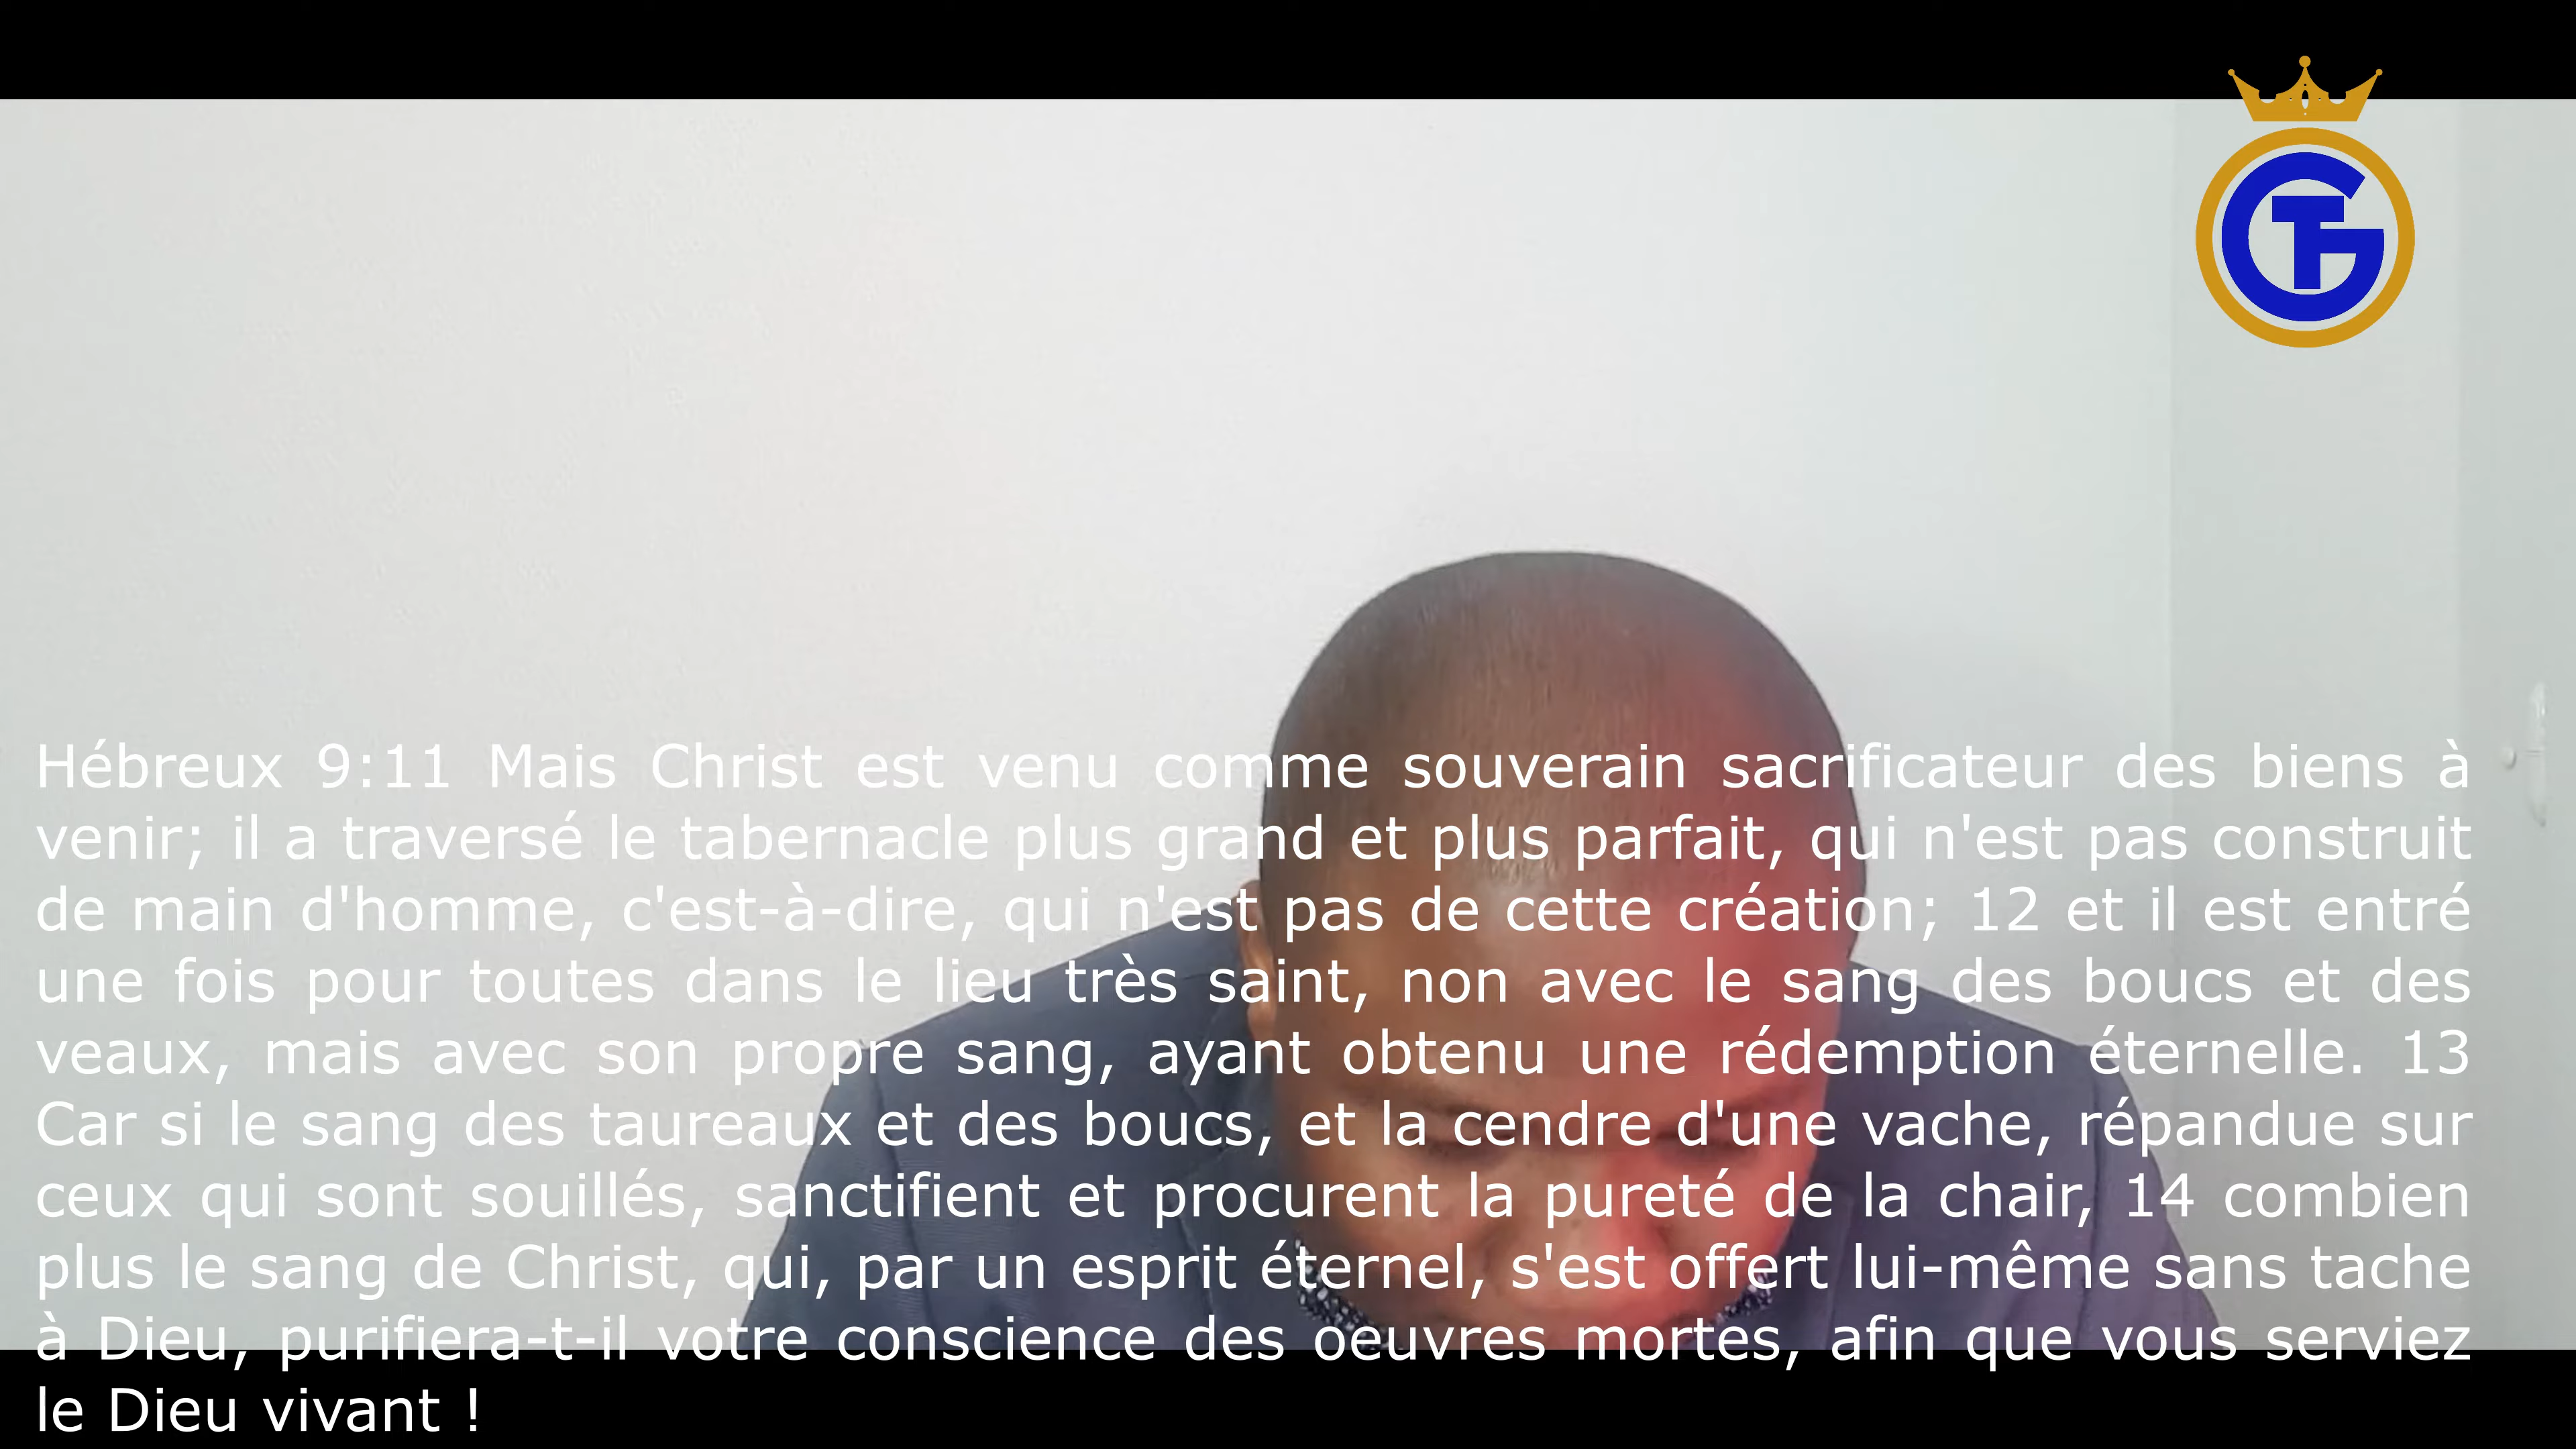 GT
Hébreux 9:11 Mais Christ est venu comme souverain sacrificateur des biens à
venir; il a traversé le tabernacle plus grand et plus parfait, qui n'est pas construit
de main d'homme, c'est-à-dire, qui n'est pas de cette création; 12 et il est entré
une fois pour toutes dans le lieu très saint, non avec le sang des boucs et des
veaux, mais avec son propre sang, ayant obtenu une rédemption éternelle. 13
Car si le sang des taureaux et des boucs, et la cendre d'une vache, répandue sur
ceux qui sont souillés, sanctifient et procurent la pureté de la chair, 14 combien
plus le sang de Christ, qui, par un esprit éternel, s'est offert lui-même sans tache
à Dieu, purifiera-t-il votre conscience des oeuvres mortes, afin que vous serviez
le Dieu vivant !